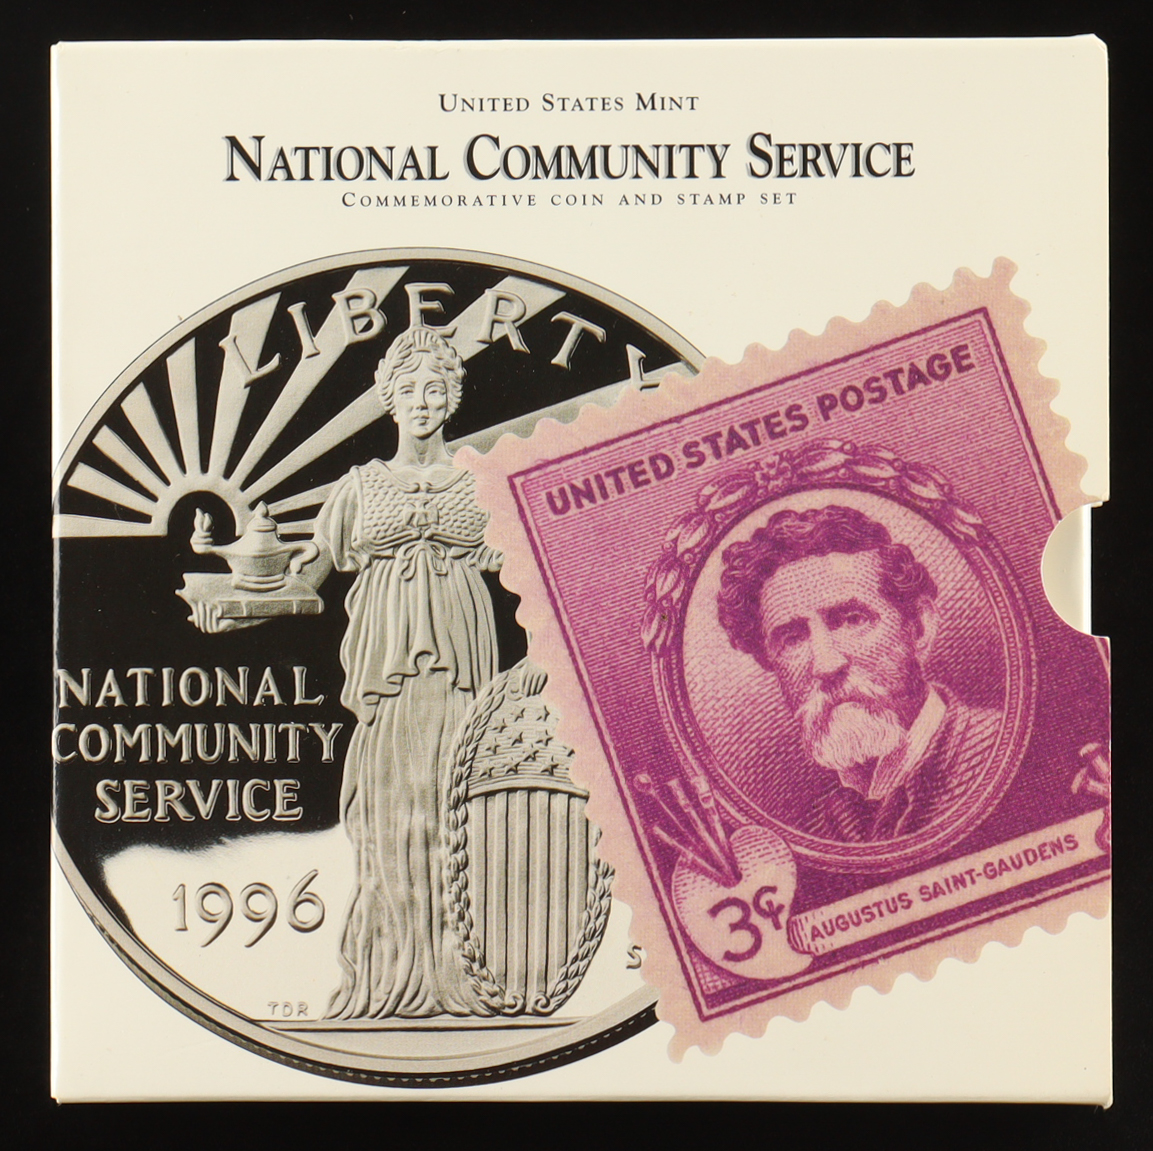 UNITED STATES MINT
NATIONAL COMMUNITY SERVICE
COMMEMORATIVE COIN AND STAMP SET
LIBERTY
NATIONAL
COMMUNITY
SERVICE
1996
TDR
S
UNITED STATES POSTAGE
3¢
AUGUSTUS SAINT-GAUDENS